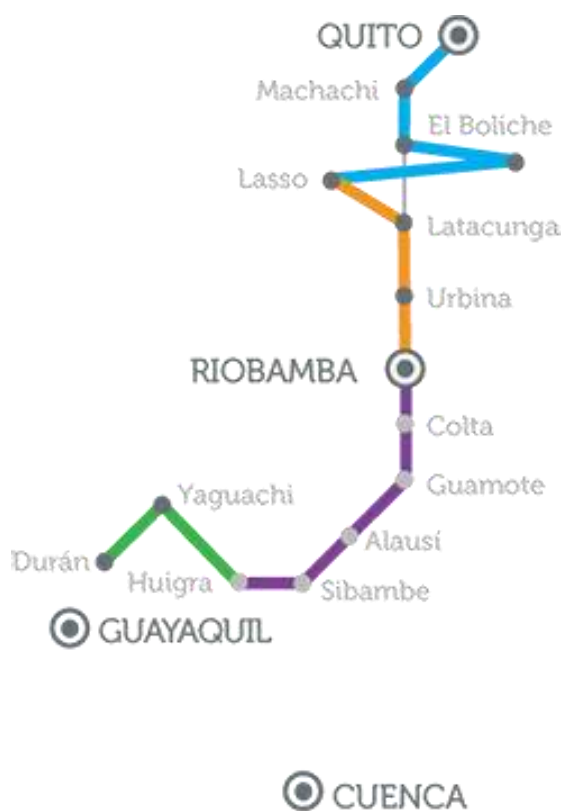 QUITO
Machachi
El Boliche
Lasso
Latacunga
Urbina
RIOBAMBA
Colta
Guamote
Yaguachi
Alausí
Durán
Huigra
Sibambe
GUAYAQUIL
CUENCA